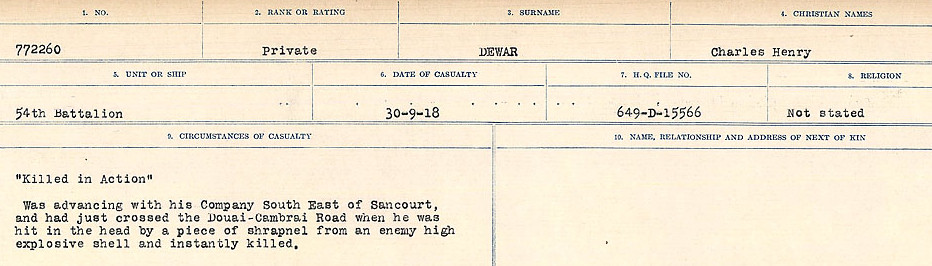 1. NO. 2. RANK OR RATING 3. SURNAME 4. CHRISTIAN NAMES
772260 Private DEWAR Charles Henry
5. UNIT OR SHIP 6. DATE OF CASUALTY 7. H.Q. FILE NO. 8. RELIGION
54th Battalion 30-9-18 649-D-15566 Not stated
9. CIRCUMSTANCES OF CASUALTY 10. NAME, RELATIONSHIP AND ADDRESS OF NEXT OF KIN
"Killed in Action"
Was advancing with his Company South East of Sancourt,
and had just crossed the Douai-Cambrai Road when he was
hit in the head by a piece of shrapnel from an enemy high
explosive shell and instantly killed.